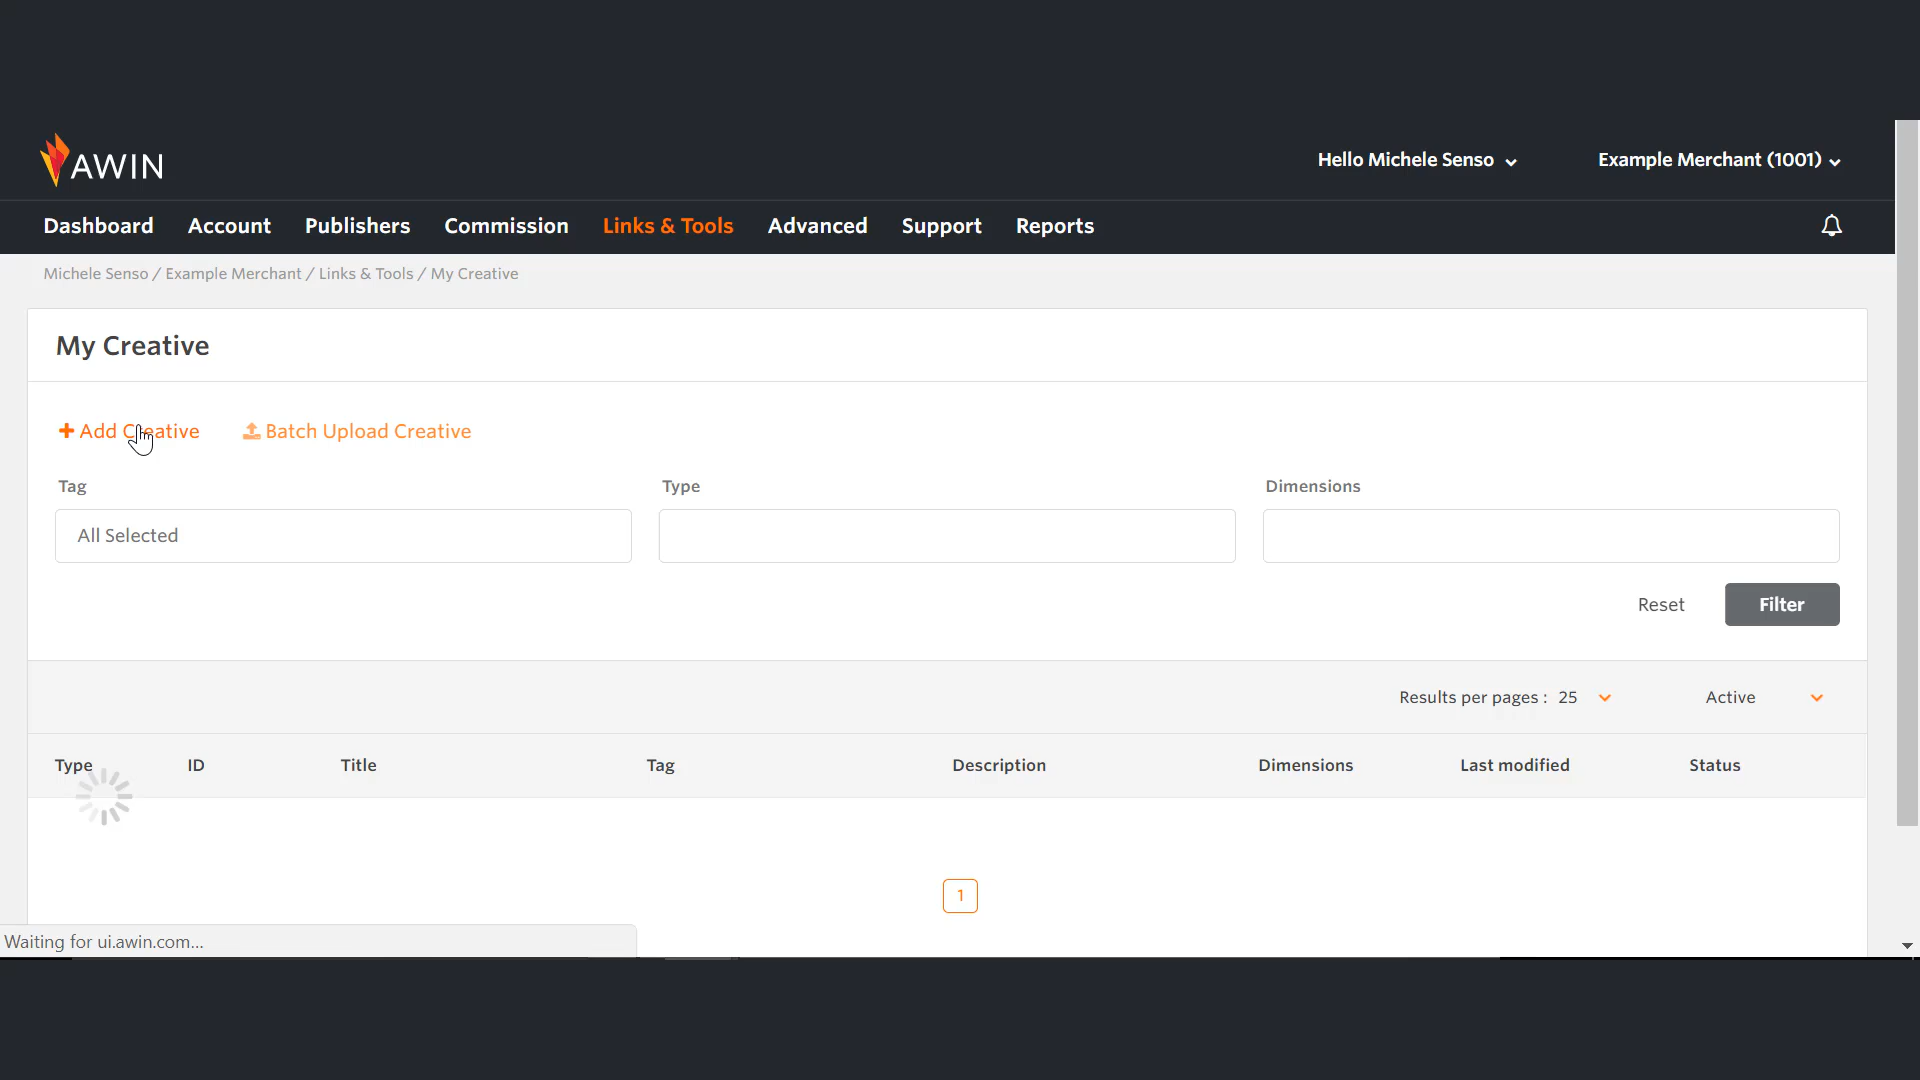 AWIN
Hello Michele Senso
Example Merchant (1001)
Dashboard Account Publishers Commission Links & Tools Advanced Support Reports
Michele Senso / Example Merchant / Links & Tools / My Creative
My Creative
Add Creative Batch Upload Creative
Tag Type Dimensions
All Selected
Reset Filter
Results per pages : 25 Active
Type ID Title Tag Description Dimensions Last modified Status
1
Waiting for ui.awin.com...